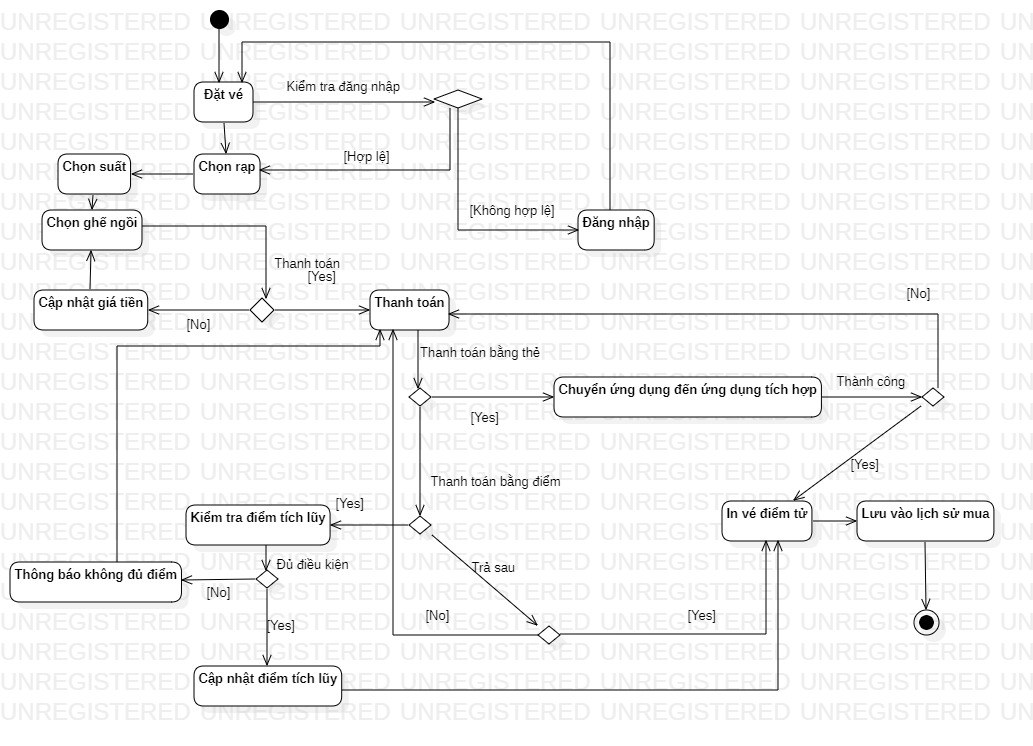 Đặt vé
Kiểm tra đăng nhập
[Hợp lệ]
Chọn suất
Chọn rạp
[Không hợp lệ]
Chọn ghế ngồi
Đăng nhập
Thanh toán
[Yes]
Cập nhật giá tiền
[No]
Thanh toán
[No]
Thanh toán bằng thẻ
Chuyển ứng dụng đến ứng dụng tích hợp
Thành công
[Yes]
[Yes]
Thanh toán bằng điểm
[Yes]
Kiểm tra điểm tích lũy
In vé điểm tử
Lưu vào lịch sử mua
Đủ điều kiện
Trả sau
Thông báo không đủ điểm
[No]
[No]
[Yes]
[Yes]
Cập nhật điểm tích lũy
UNREGISTERED